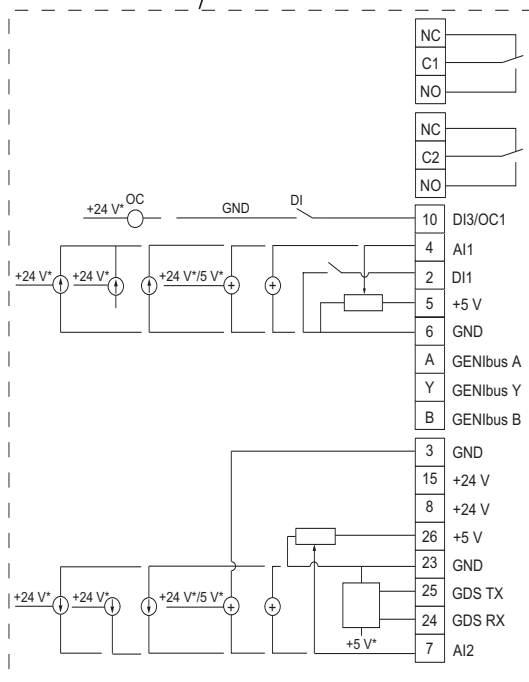 NC
C1
NO
NC
C2
NO
+24 V* OC GND DI 10 DI3/OC1
4 AI1
+24 V* +24 V* +24 V*/5 V* + + 2 DI1
5 +5 V
6 GND
A GENIbus A
Y GENIbus Y
B GENIbus B
3 GND
15 +24 V
8 +24 V
26 +5 V
23 GND
+24 V* +24 V* +24 V*/5 V* + + 25 GDS TX
24 GDS RX
+5 V* 7 AI2